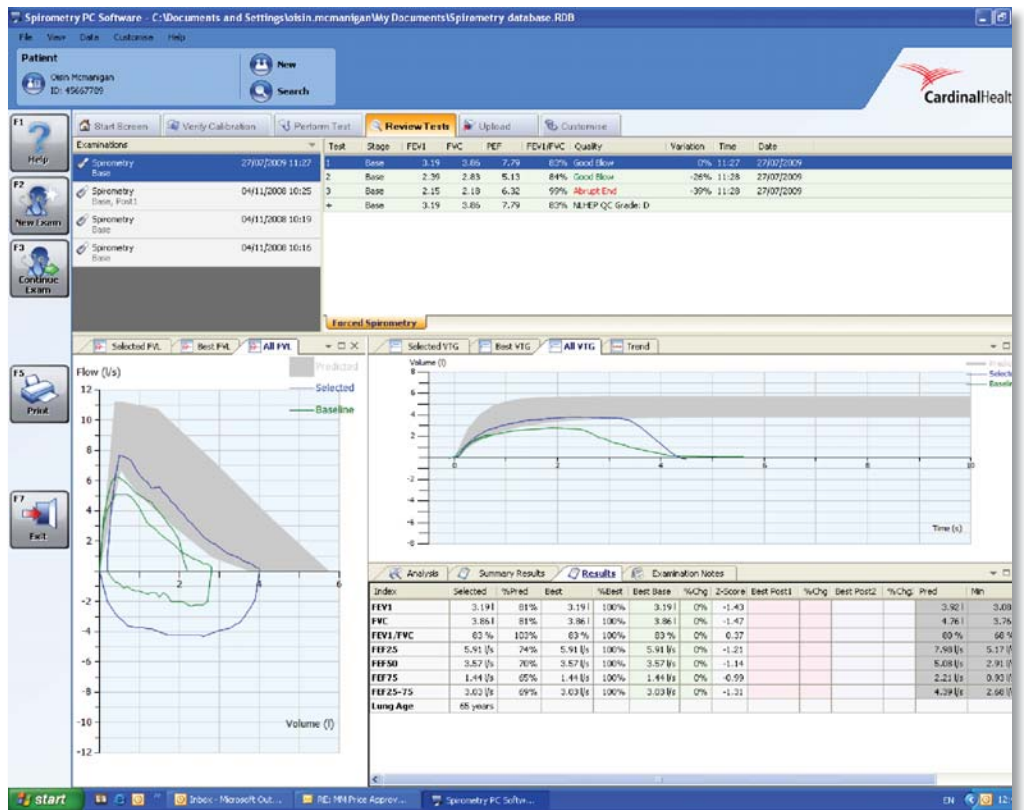 Spirometry PC Software - C:\Documents and Settings\oisin.mcmanigan\My Documents\Spirometry database.RDB
File View Data Customise Help
Patient
Oisin Mcmanigan
ID: 45667789
New
Search
CardinalHealt
F1 Help
F2 New Exam
F3 Continue Exam
F5 Print
F7 Exit
Start Screen Verify Calibration Perform Test Review Tests Upload Customise
Examinations
Spirometry 27/07/2009 11:27
Base
Spirometry 04/11/2008 10:25
Base, Post1
Spirometry 04/11/2008 10:19
Base
Spirometry 04/11/2008 10:16
Base
Test Stage FEV1 FVC PEF FEV1/FVC Quality Variation Time Date
1 Base 3.19 3.86 7.79 83% Good Blow 0% 11:27 27/07/2009
2 Base 2.39 2.83 5.13 84% Good Blow -26% 11:28 27/07/2009
3 Base 2.15 2.18 6.32 99% Abrupt End -39% 11:28 27/07/2009
+ Base 3.19 3.86 7.79 83% NLHEP QC Grade: D
Forced Spirometry
Selected FVL Best FVL All FVL
Flow (l/s)
Predicted
Selected
Baseline
12
10
8
6
4
2
2 4 6
-2
-4
-6
-8
-10
-12
Volume (l)
Selected VTG Best VTG All VTG Trend
Volume (l)
8
6
4
2
0 2 4 6 8 10
-2
-4
-6
-8
Time (s)
Analysis Summary Results Results Examination Notes
Index Selected %Pred Best %Best Best Base %Chg Z-Score Best Post1 %Chg Best Post2 %Chg Pred Min
FEV1 3.19 l 81% 3.19 l 100% 3.19 l 0% -1.43 3.92 l 3.08
FVC 3.86 l 81% 3.86 l 100% 3.86 l 0% -1.47 4.76 l 3.76
FEV1/FVC 83 % 103% 83 % 100% 83 % 0% 0.37 80 % 68 %
FEF25 5.91 l/s 74% 5.91 l/s 100% 5.91 l/s 0% -1.21 7.98 l/s 5.17 l/
FEF50 3.57 l/s 70% 3.57 l/s 100% 3.57 l/s 0% -1.14 5.08 l/s 2.91 l/
FEF75 1.44 l/s 65% 1.44 l/s 100% 1.44 l/s 0% -0.99 2.21 l/s 0.93 l/
FEF25-75 3.03 l/s 69% 3.03 l/s 100% 3.03 l/s 0% -1.31 4.39 l/s 2.68 l/
Lung Age 65 years
start Inbox - Microsoft Out... RE: MM Price Approv... Spirometry PC Softw... EN 12: